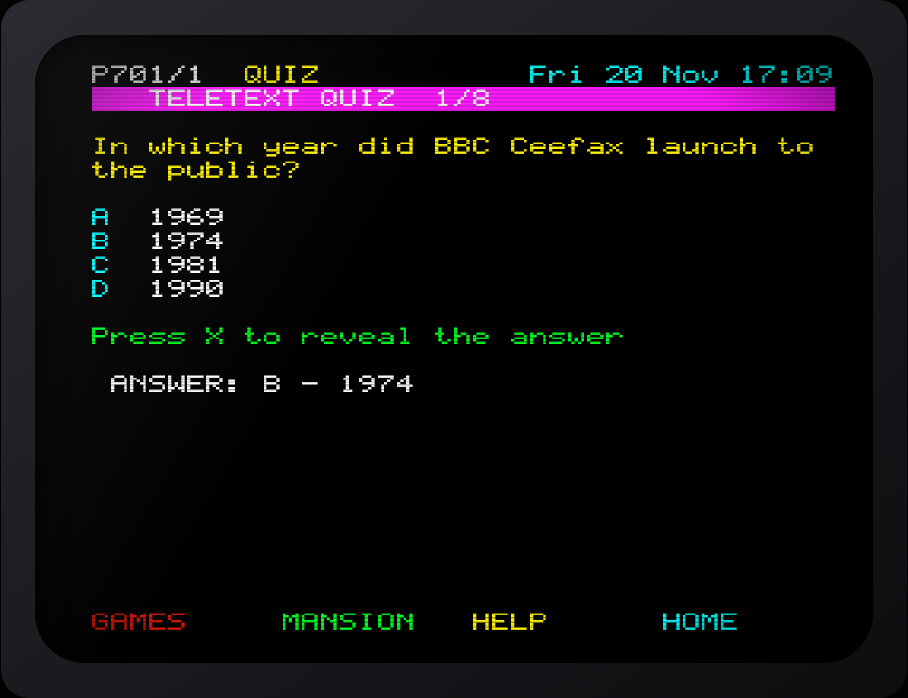 P701/1 QUIZ Fri 20 Nov 17:09
TELETEXT QUIZ 1/8
In which year did BBC Ceefax launch to
the public?
A 1969
B 1974
C 1981
D 1990
Press X to reveal the answer
ANSWER: B - 1974
GAMES MANSION HELP HOME